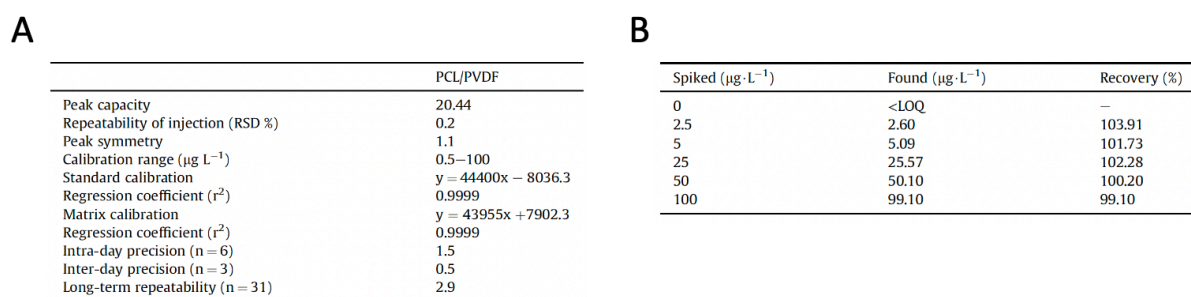 A
PCL/PVDF
Peak capacity 20.44
Repeatability of injection (RSD %) 0.2
Peak symmetry 1.1
Calibration range (μg L⁻¹) 0.5–100
Standard calibration y = 44400x − 8036.3
Regression coefficient (r²) 0.9999
Matrix calibration y = 43955x +7902.3
Regression coefficient (r²) 0.9999
Intra-day precision (n = 6) 1.5
Inter-day precision (n = 3) 0.5
Long-term repeatability (n = 31) 2.9
B
Spiked (μg·L⁻¹) Found (μg·L⁻¹) Recovery (%)
0 <LOQ –
2.5 2.60 103.91
5 5.09 101.73
25 25.57 102.28
50 50.10 100.20
100 99.10 99.10